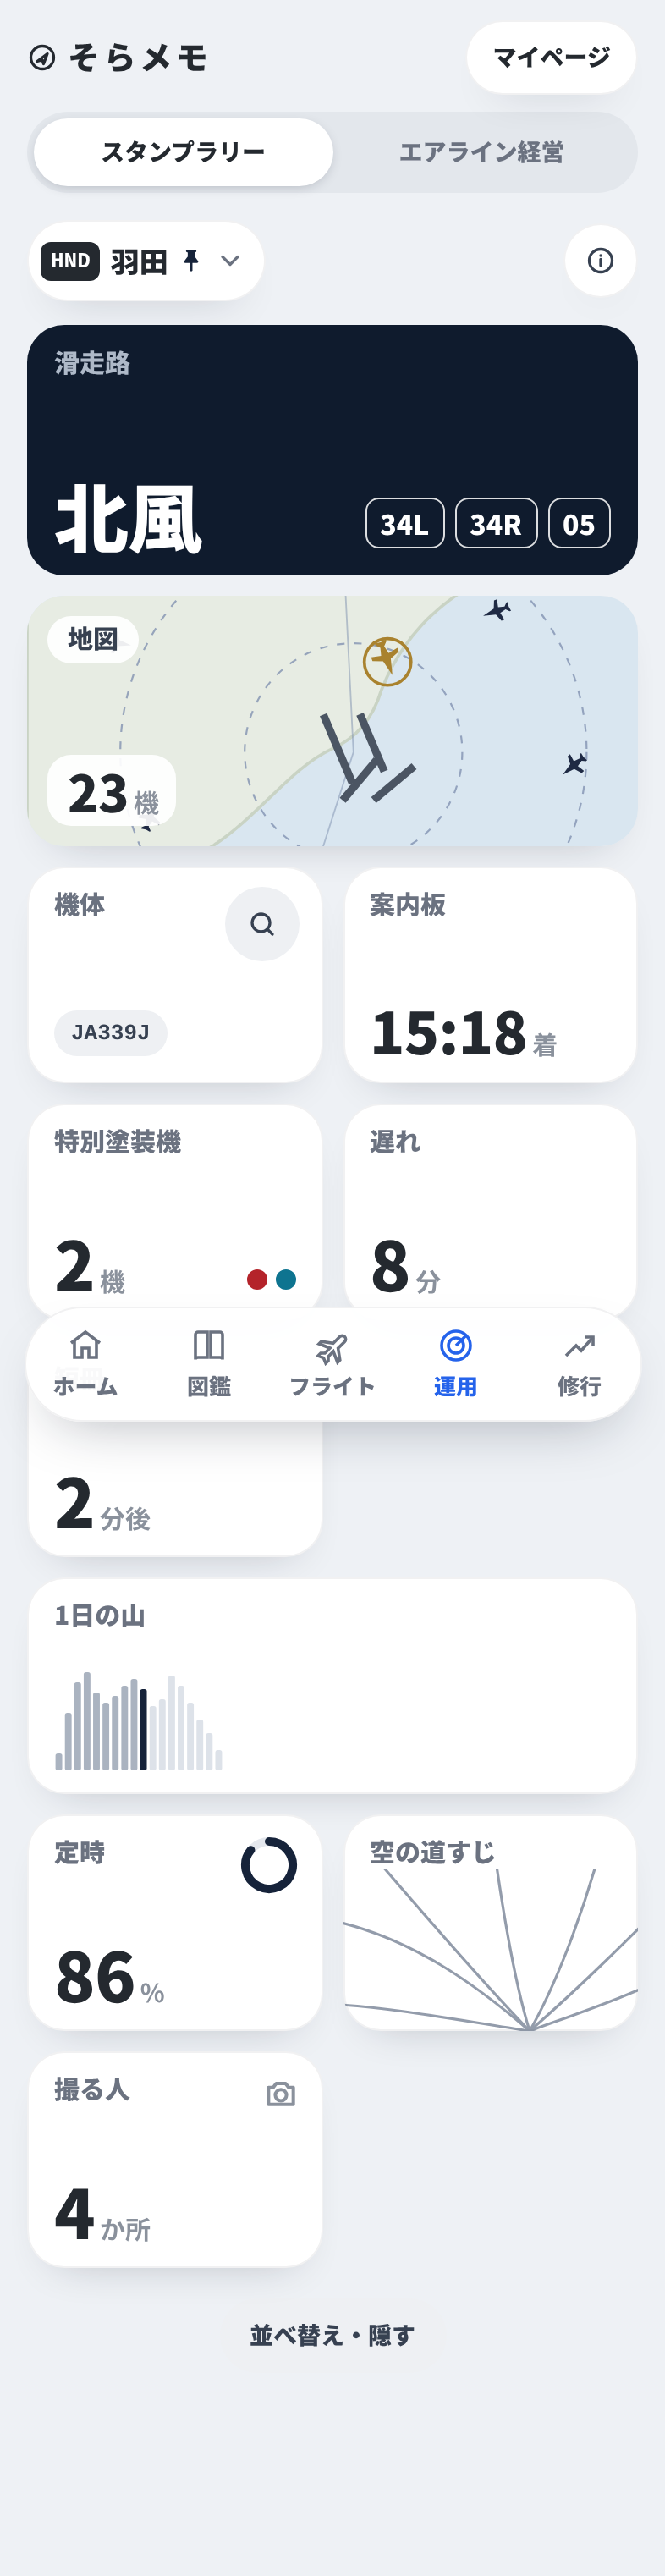 そらメモ
マイページ
スタンプラリー
エアライン経営
HND 羽田
滑走路
北風
34L 34R 05
地図
23機
機体
JA339J
案内板
15:18着
特別塗装機
2機
遅れ
8分
ホーム
図鑑
フライト
運用
修行
2分後
1日の山
定時
86%
空の道すじ
撮る人
4か所
並べ替え・隠す